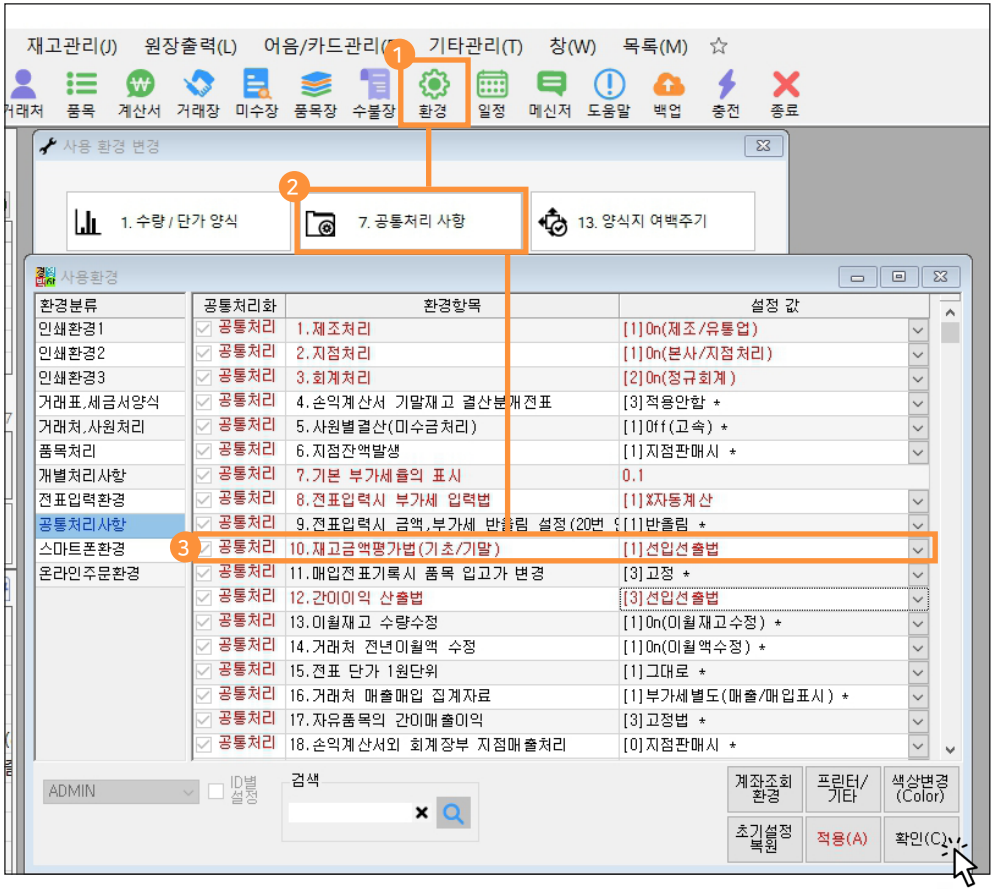 재고관리(J) 원장출력(L) 어음/카드관리( 기타관리(T) 창(W) 목록(M) ☆
1
거래처 품목 계산서 거래장 미수장 품목장 수불장 환경 일정 메신저 도움말 백업 충전 종료
사용 환경 변경
2
1. 수량 / 단가 양식 7. 공통처리 사항 13. 양식지 여백주기
사용환경
환경분류 공통처리화 환경항목 설정 값
인쇄환경1 공통처리 1.제조처리 [1]On(제조/유통업)
인쇄환경2 공통처리 2.지점처리 [1]On(본사/지점처리)
인쇄환경3 공통처리 3.회계처리 [2]On(정규회계)
거래표,세금서양식 공통처리 4.손익계산서 기말재고 결산분개전표 [3]적용안함 *
거래처,사원처리 공통처리 5.사원별결산(미수금처리) [1]Off(고속) *
품목처리 공통처리 6.지점잔액발생 [1]지점판매시 *
개별처리사항 공통처리 7.기본 부가세율의 표시 0.1
전표입력환경 공통처리 8.전표입력시 부가세 입력법 [1]%자동계산
공통처리사항 공통처리 9.전표입력시 금액,부가세 반올림 설정(20번 [1]반올림 *
3
스마트폰환경 공통처리 10.재고금액평가법(기초/기말) [1]선입선출법
온라인주문환경 공통처리 11.매입전표기록시 품목 입고가 변경 [3]고정 *
공통처리 12.간이이익 산출법 [3]선입선출법
공통처리 13.이월재고 수량수정 [1]On(이월재고수정) *
공통처리 14.거래처 전년이월액 수정 [1]On(이월액수정) *
공통처리 15.전표 단가 1원단위 [1]그대로 *
공통처리 16.거래처 매출매입 집계자료 [1]부가세별도(매출/매입표시) *
공통처리 17.자유품목의 간이매출이익 [3]고정법 *
공통처리 18.손익계산서외 회계장부 지점매출처리 [0]지점판매시 *
ADMIN ID별 설정 검색
계좌조회 환경 프린터/ 기타 색상변경 (Color)
초기설정 복원 적용(A) 확인(C)